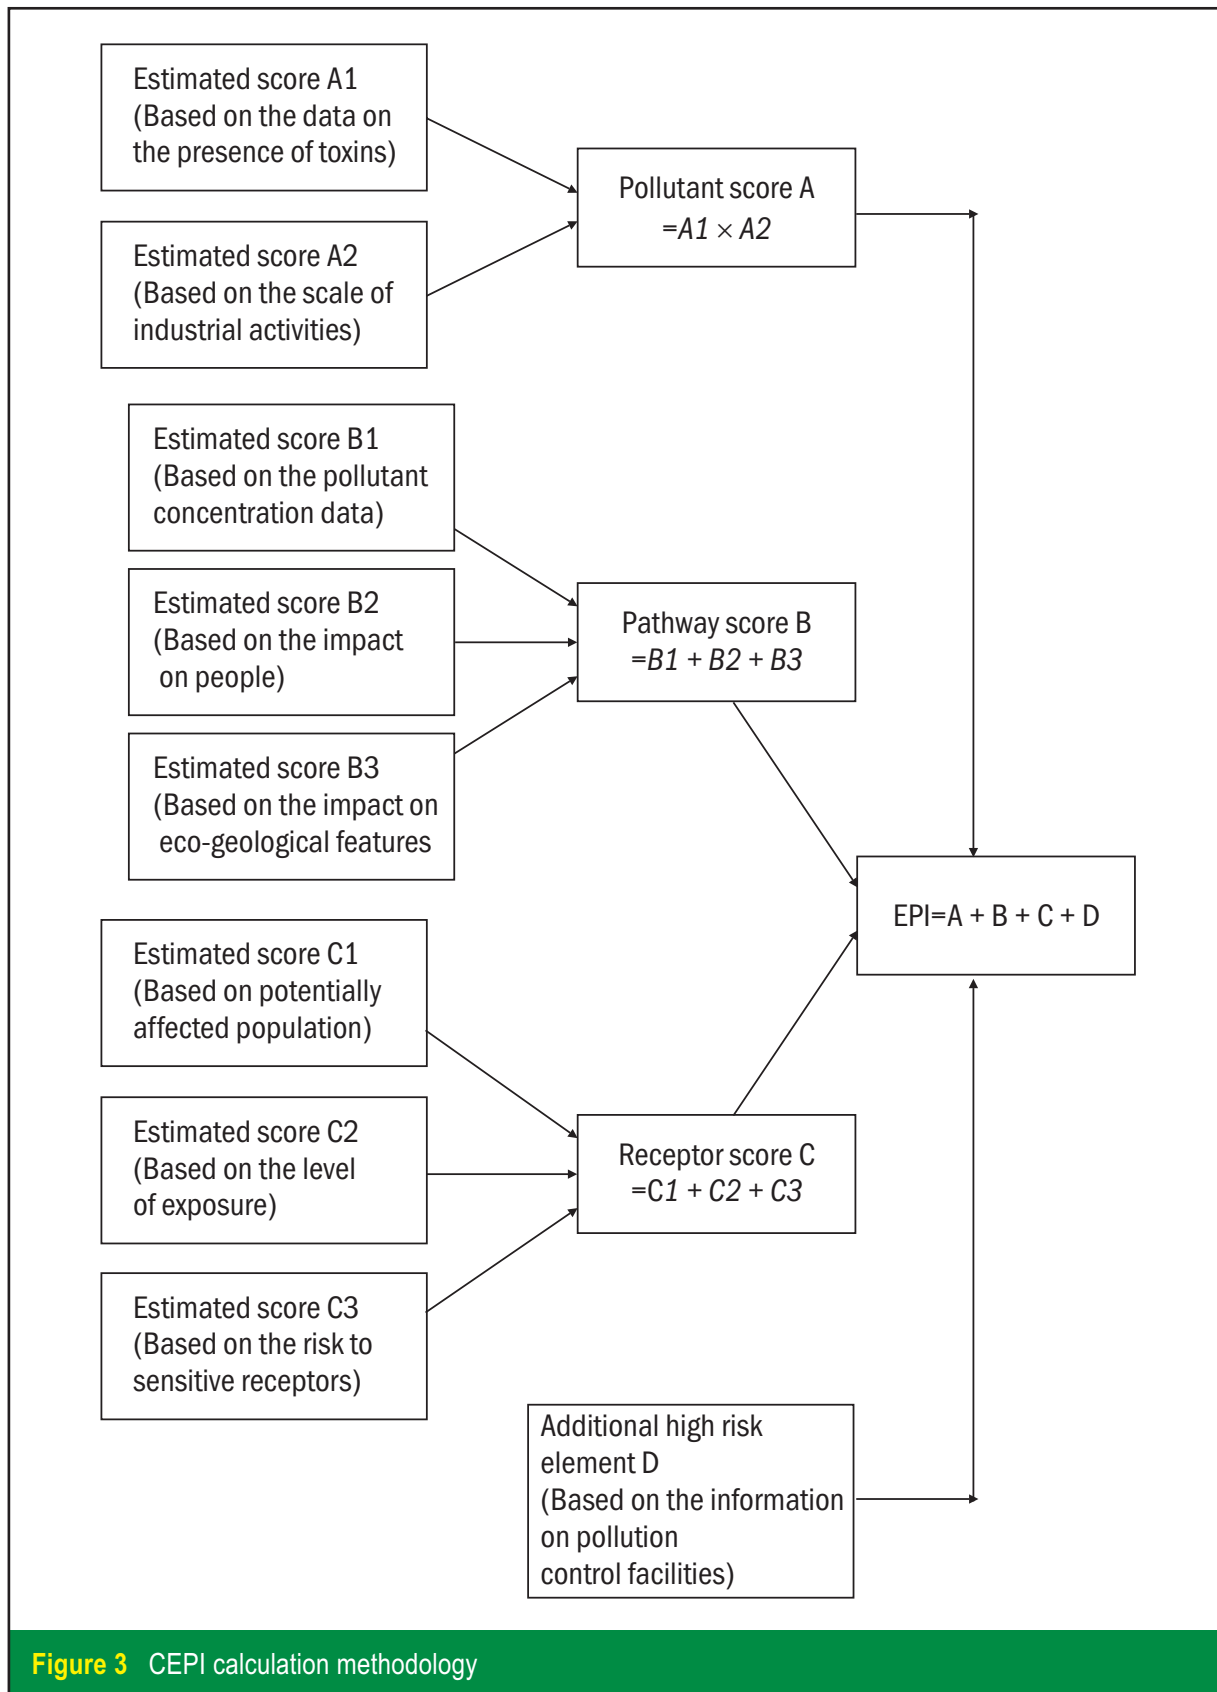 Estimated score A1
(Based on the data on
the presence of toxins)
Pollutant score A
=A1 × A2
Estimated score A2
(Based on the scale of
industrial activities)
Estimated score B1
(Based on the pollutant
concentration data)
Estimated score B2
(Based on the impact
on people)
Pathway score B
=B1 + B2 + B3
Estimated score B3
(Based on the impact on
eco-geological features
EPI=A + B + C + D
Estimated score C1
(Based on potentially
affected population)
Estimated score C2
(Based on the level
of exposure)
Receptor score C
=C1 + C2 + C3
Estimated score C3
(Based on the risk to
sensitive receptors)
Additional high risk
element D
(Based on the information
on pollution
control facilities)
Figure 3 CEPI calculation methodology